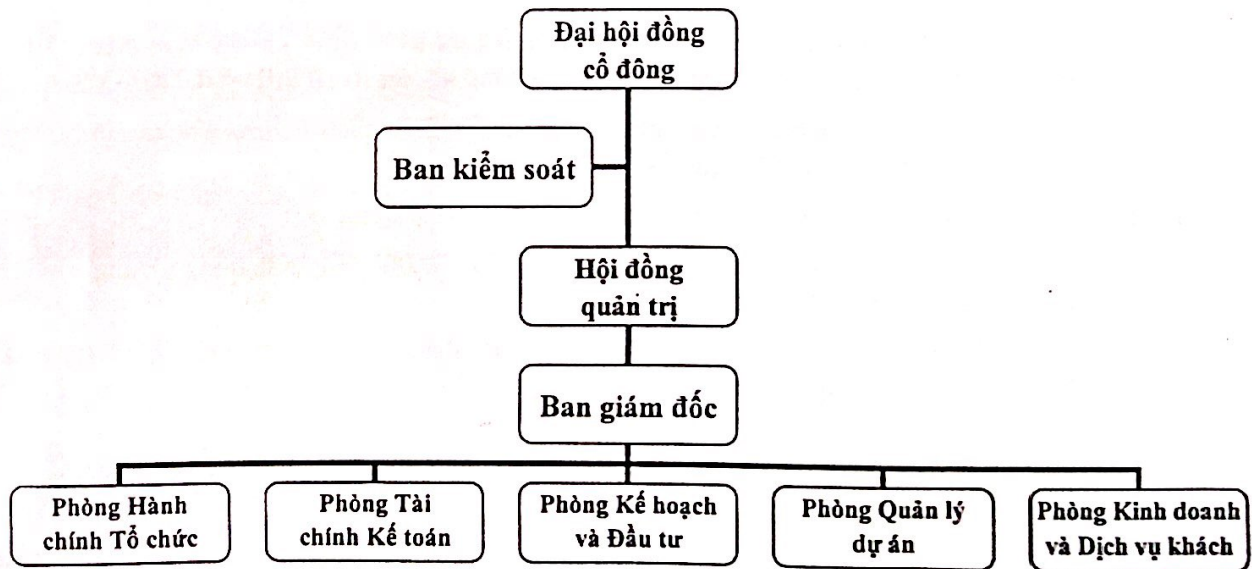 Đại hội đồng
cổ đông
Ban kiểm soát
Hội đồng
quản trị
Ban giám đốc
Phòng Hành
chính Tổ chức
Phòng Tài
chính Kế toán
Phòng Kế hoạch
và Đầu tư
Phòng Quản lý
dự án
Phòng Kinh doanh
và Dịch vụ khách